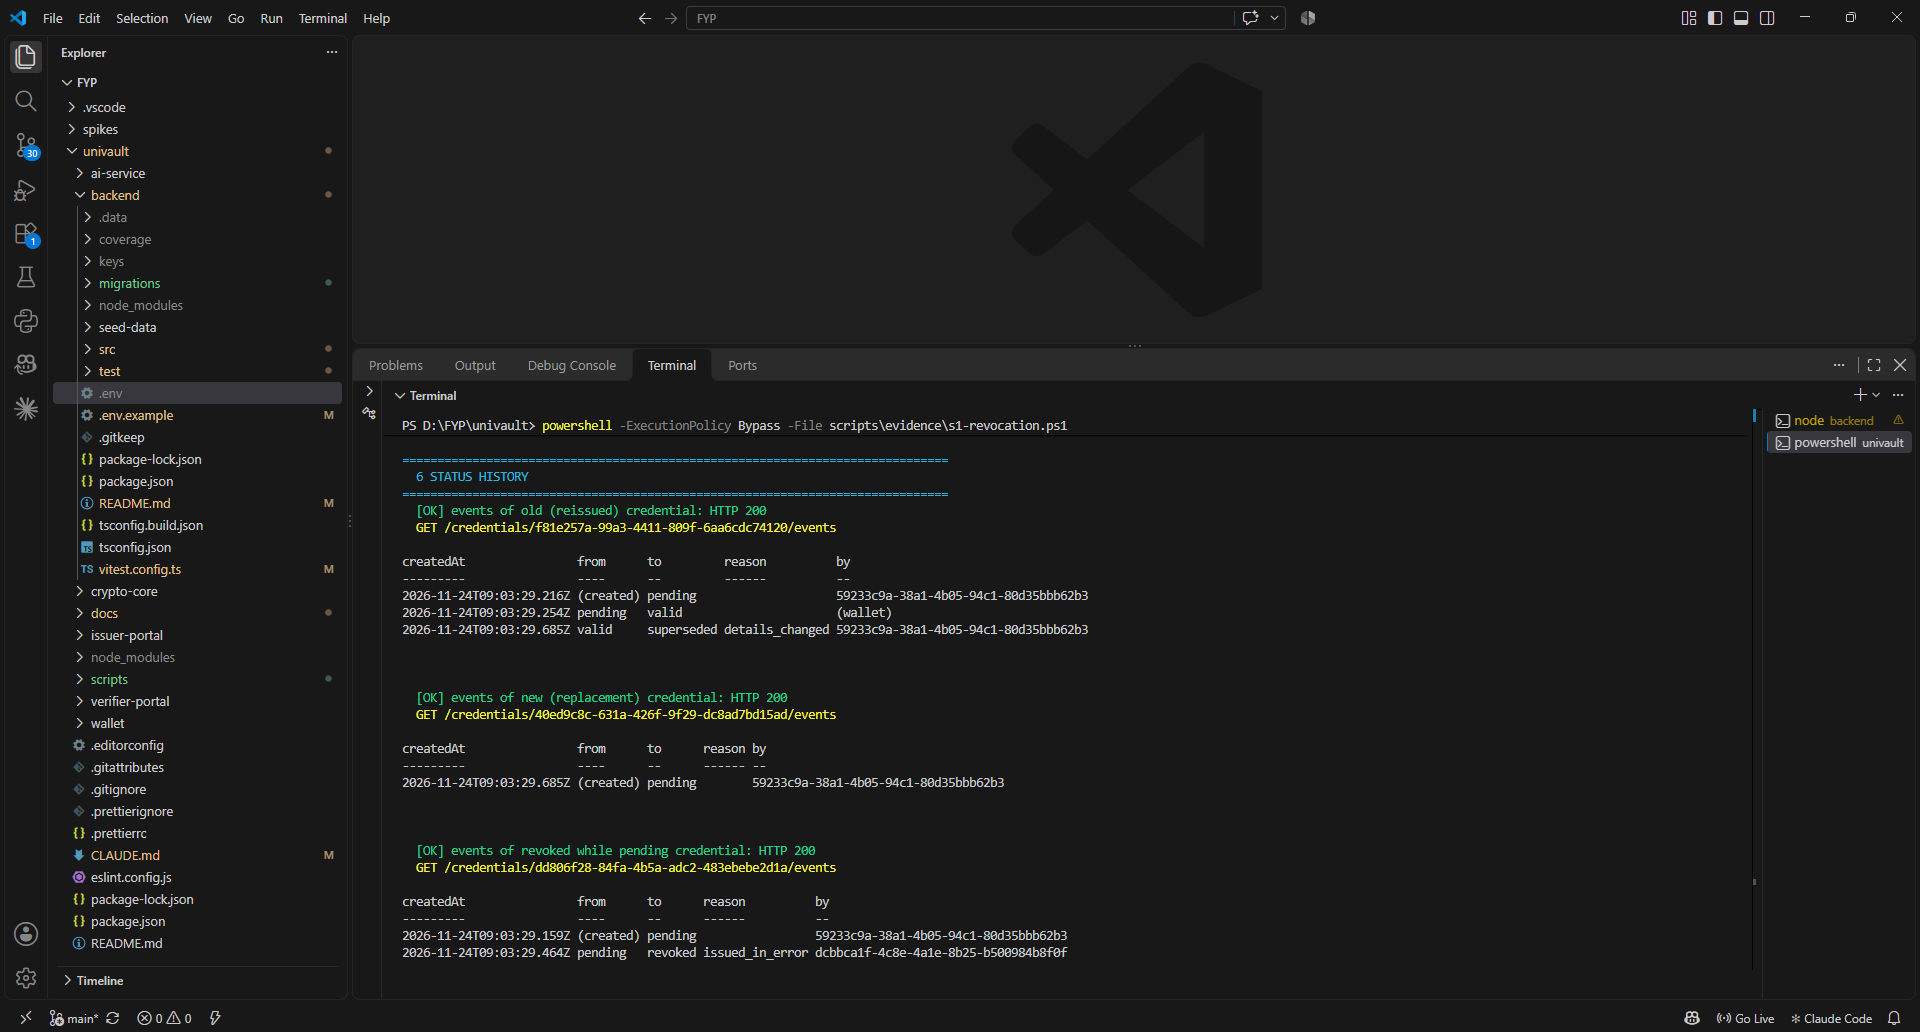 File Edit Selection View Go Run Terminal Help
FYP
Explorer
FYP
.vscode
spikes
univault
ai-service
backend
.data
coverage
keys
migrations
node_modules
seed-data
src
test
.env
.env.example M
.gitkeep
package-lock.json
package.json
README.md M
tsconfig.build.json
tsconfig.json
TS vitest.config.ts M
crypto-core
docs
issuer-portal
node_modules
scripts
verifier-portal
wallet
.editorconfig
.gitattributes
.gitignore
.prettierignore
.prettierrc
CLAUDE.md M
eslint.config.js
package-lock.json
package.json
README.md
Timeline
30
1
Problems Output Debug Console Terminal Ports
Terminal
PS D:\FYP\univault> powershell -ExecutionPolicy Bypass -File scripts\evidence\s1-revocation.ps1
==============================================================================
6 STATUS HISTORY
==============================================================================
[OK] events of old (reissued) credential: HTTP 200
GET /credentials/f81e257a-99a3-4411-809f-6aa6cdc74120/events
createdAt from to reason by
--------- ---- -- ------ --
2026-11-24T09:03:29.216Z (created) pending 59233c9a-38a1-4b05-94c1-80d35bbb62b3
2026-11-24T09:03:29.254Z pending valid (wallet)
2026-11-24T09:03:29.685Z valid superseded details_changed 59233c9a-38a1-4b05-94c1-80d35bbb62b3
[OK] events of new (replacement) credential: HTTP 200
GET /credentials/40ed9c8c-631a-426f-9f29-dc8ad7bd15ad/events
createdAt from to reason by
--------- ---- -- ------ --
2026-11-24T09:03:29.685Z (created) pending 59233c9a-38a1-4b05-94c1-80d35bbb62b3
[OK] events of revoked while pending credential: HTTP 200
GET /credentials/dd806f28-84fa-4b5a-adc2-483ebebe2d1a/events
createdAt from to reason by
--------- ---- -- ------ --
2026-11-24T09:03:29.159Z (created) pending 59233c9a-38a1-4b05-94c1-80d35bbb62b3
2026-11-24T09:03:29.464Z pending revoked issued_in_error dcbbca1f-4c8e-4a1e-8b25-b500984b8f0f
node backend
powershell univault
main* 0 0 Go Live Claude Code